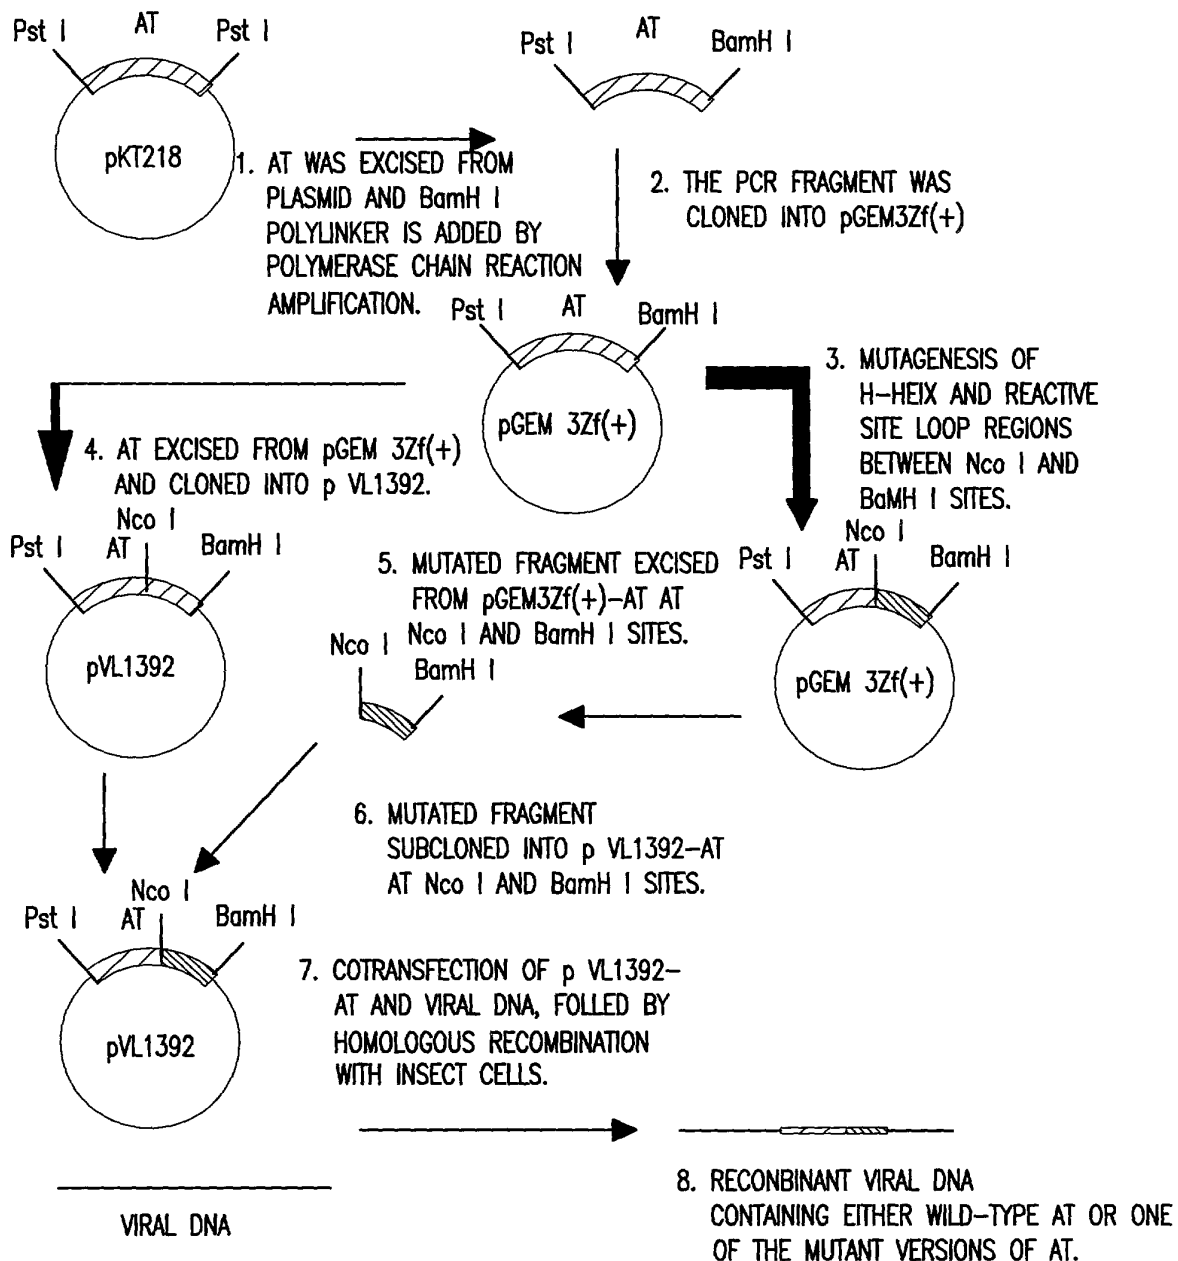 Pst I
AT
Pst I
pKT218
Pst I
AT
BamH I
1. AT WAS EXCISED FROM
PLASMID AND BamH I
POLYLINKER IS ADDED BY
POLYMERASE CHAIN REACTION
AMPLIFICATION.
2. THE PCR FRAGMENT WAS
CLONED INTO pGEM3Zf(+)
Pst I
AT
BamH I
pGEM 3Zf(+)
3. MUTAGENESIS OF
H-HEIX AND REACTIVE
SITE LOOP REGIONS
BETWEEN Nco I AND
BaMH I SITES.
4. AT EXCISED FROM pGEM 3Zf(+)
AND CLONED INTO p VL1392.
Nco I
Pst I
AT
BamH I
pVL1392
5. MUTATED FRAGMENT EXCISED
FROM pGEM3Zf(+)-AT AT
Nco I AND BamH I SITES.
Nco I
BamH I
Nco I
Pst I
AT
BamH I
pGEM 3Zf(+)
6. MUTATED FRAGMENT
SUBCLONED INTO p VL1392-AT
AT Nco I AND BamH I SITES.
Nco I
Pst I
AT
BamH I
pVL1392
7. COTRANSFECTION OF p VL1392-
AT AND VIRAL DNA, FOLLED BY
HOMOLOGOUS RECOMBINATION
WITH INSECT CELLS.
VIRAL DNA
8. RECOMBINANT VIRAL DNA
CONTAINING EITHER WILD-TYPE AT OR ONE
OF THE MUTANT VERSIONS OF AT.